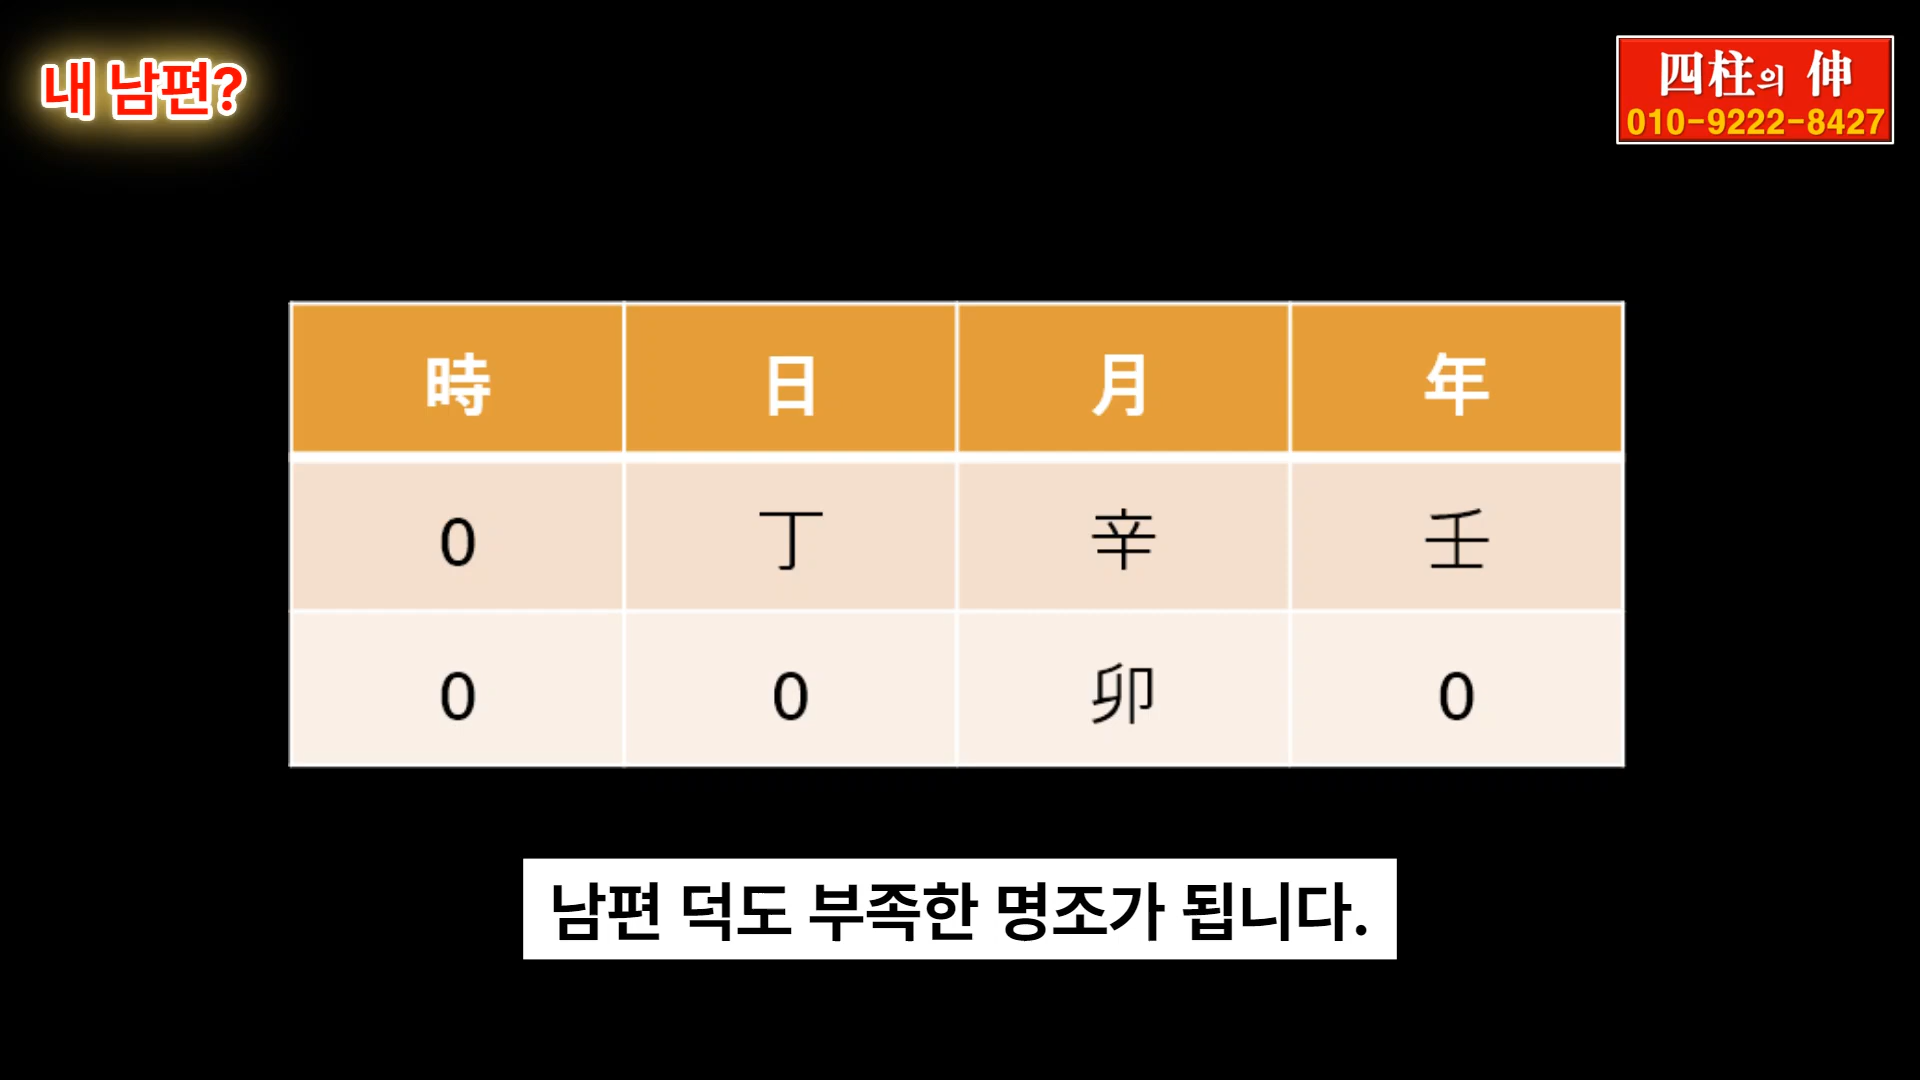 내 남편?
四柱의 伸
010-9222-8427
時 日 月 年
0 丁 辛 壬
0 0 卯 0
남편 덕도 부족한 명조가 됩니다.